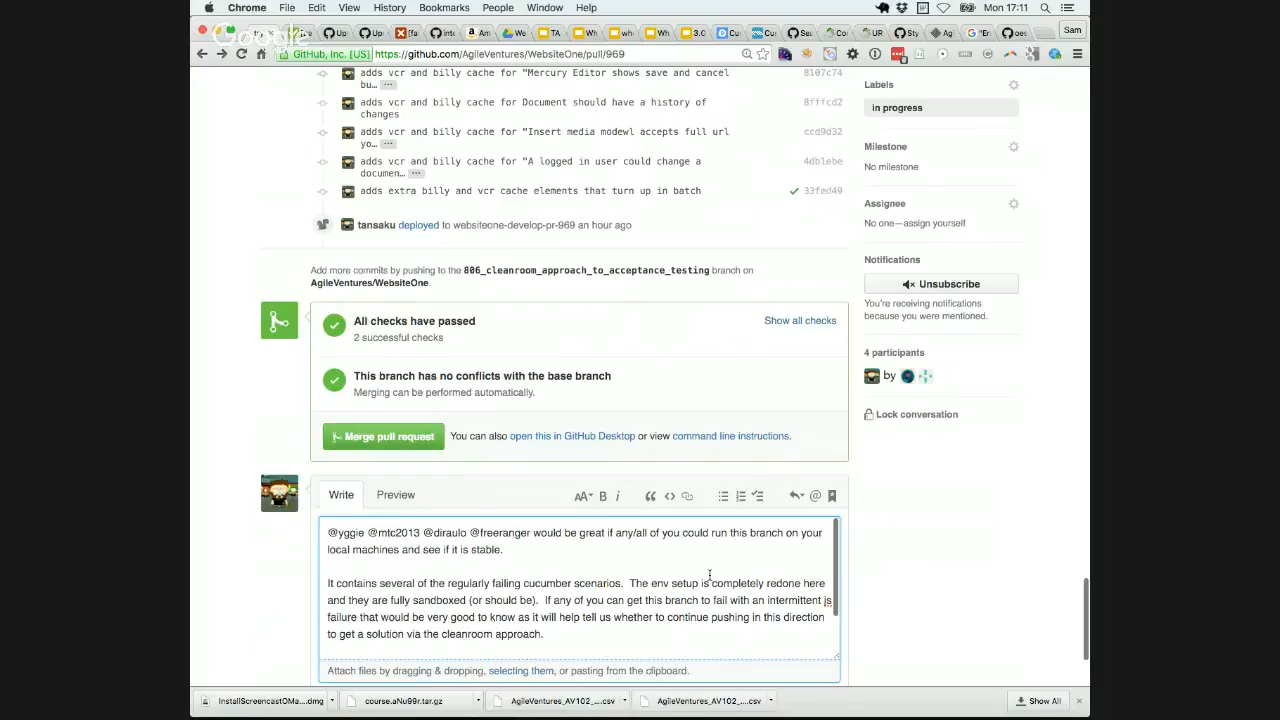 Chrome File Edit View History Bookmarks People Window Help Mon 17:11
Sam
Google
GitHub, Inc. [US] https://github.com/AgileVentures/WebsiteOne/pull/969
adds vcr and billy cache for "Mercury Editor shows save and cancel 8107c74
bu… …
adds vcr and billy cache for Document should have a history of 8fffcd2
changes
adds vcr and billy cache for "Insert media modewl accepts full url ccd9d32
yo… …
adds vcr and billy cache for "A logged in user could change a 4db1ebe
documen… …
adds extra billy and vcr cache elements that turn up in batch 33fed49
tansaku deployed to websiteone-develop-pr-969 an hour ago
Add more commits by pushing to the 806_cleanroom_approach_to_acceptance_testing branch on
AgileVentures/WebsiteOne.
All checks have passed Show all checks
2 successful checks
This branch has no conflicts with the base branch
Merging can be performed automatically.
Merge pull request You can also open this in GitHub Desktop or view command line instructions.
Write Preview
@yggie @mtc2013 @diraulo @freeranger would be great if any/all of you could run this branch on your
local machines and see if it is stable.
It contains several of the regularly failing cucumber scenarios. The env setup is completely redone here
and they are fully sandboxed (or should be). If any of you can get this branch to fail with an intermittent js
failure that would be very good to know as it will help tell us whether to continue pushing in this direction
to get a solution via the cleanroom approach.
Attach files by dragging & dropping, selecting them, or pasting from the clipboard.
Labels
in progress
Milestone
No milestone
Assignee
No one—assign yourself
Notifications
Unsubscribe
You're receiving notifications
because you were mentioned.
4 participants
by
Lock conversation
InstallScreencastOMa....dmg course.aNu99r.tar.gz AgileVentures_AV102_....csv AgileVentures_AV102_....csv Show All